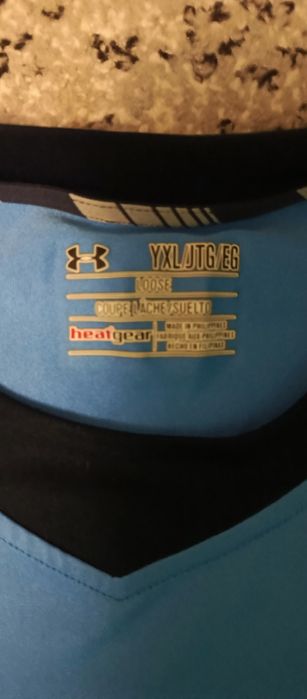 YXL/JTG/EG
LOOSE
COUPE LÂCHE/SUELTO
heatgear
MADE IN PHILIPPINES
FABRIQUÉ AUX PHILIPPINES
HECHO EN FILIPINAS